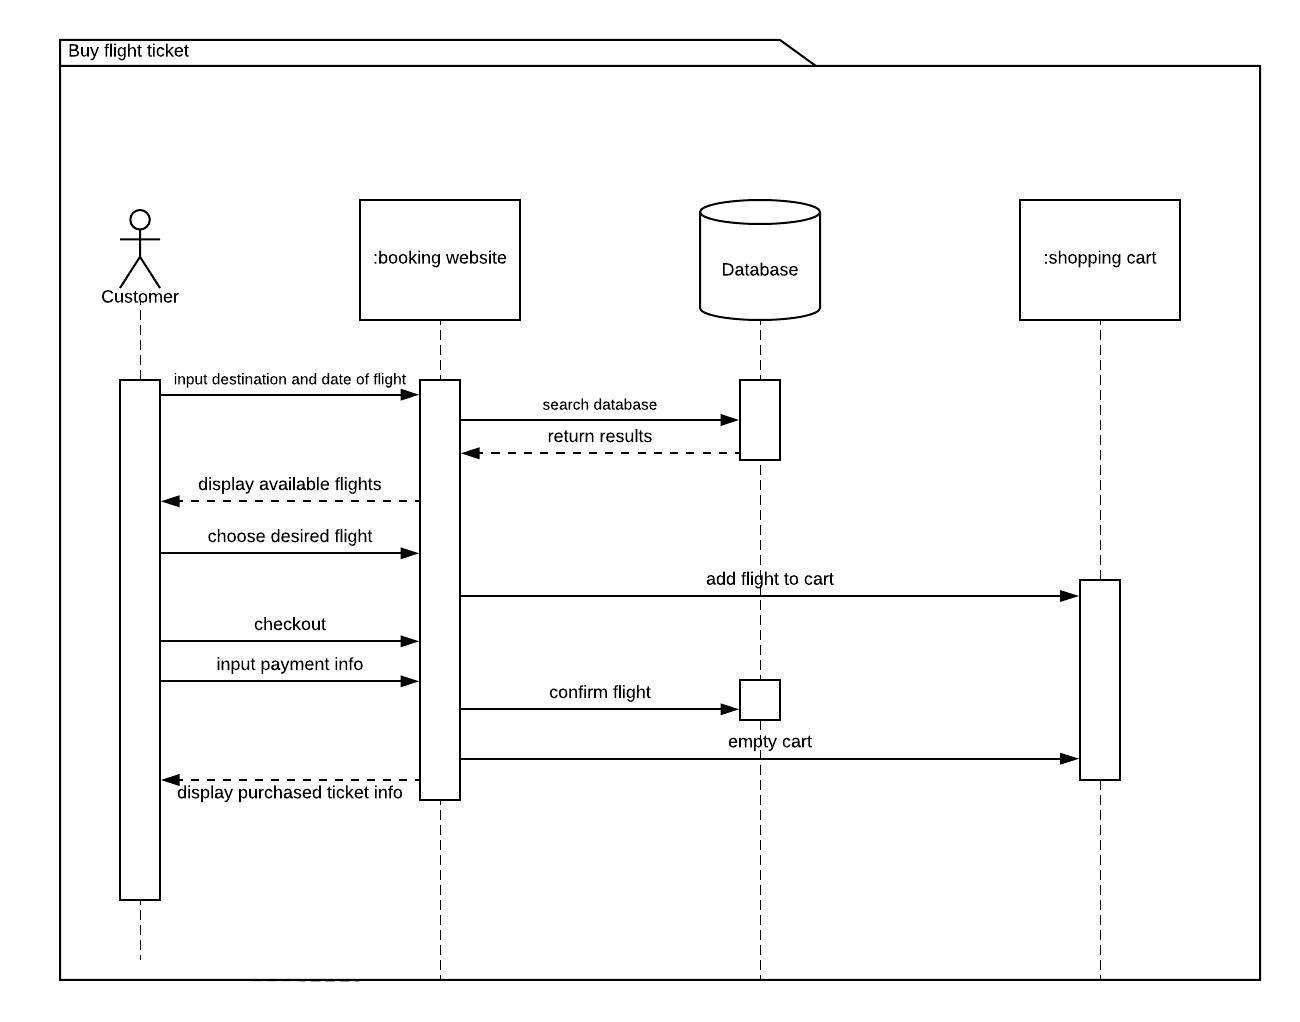 Buy flight ticket
:booking website
Database
:shopping cart
Customer
input destination and date of flight
search database
return results
display available flights
choose desired flight
add flight to cart
checkout
input payment info
confirm flight
empty cart
display purchased ticket info